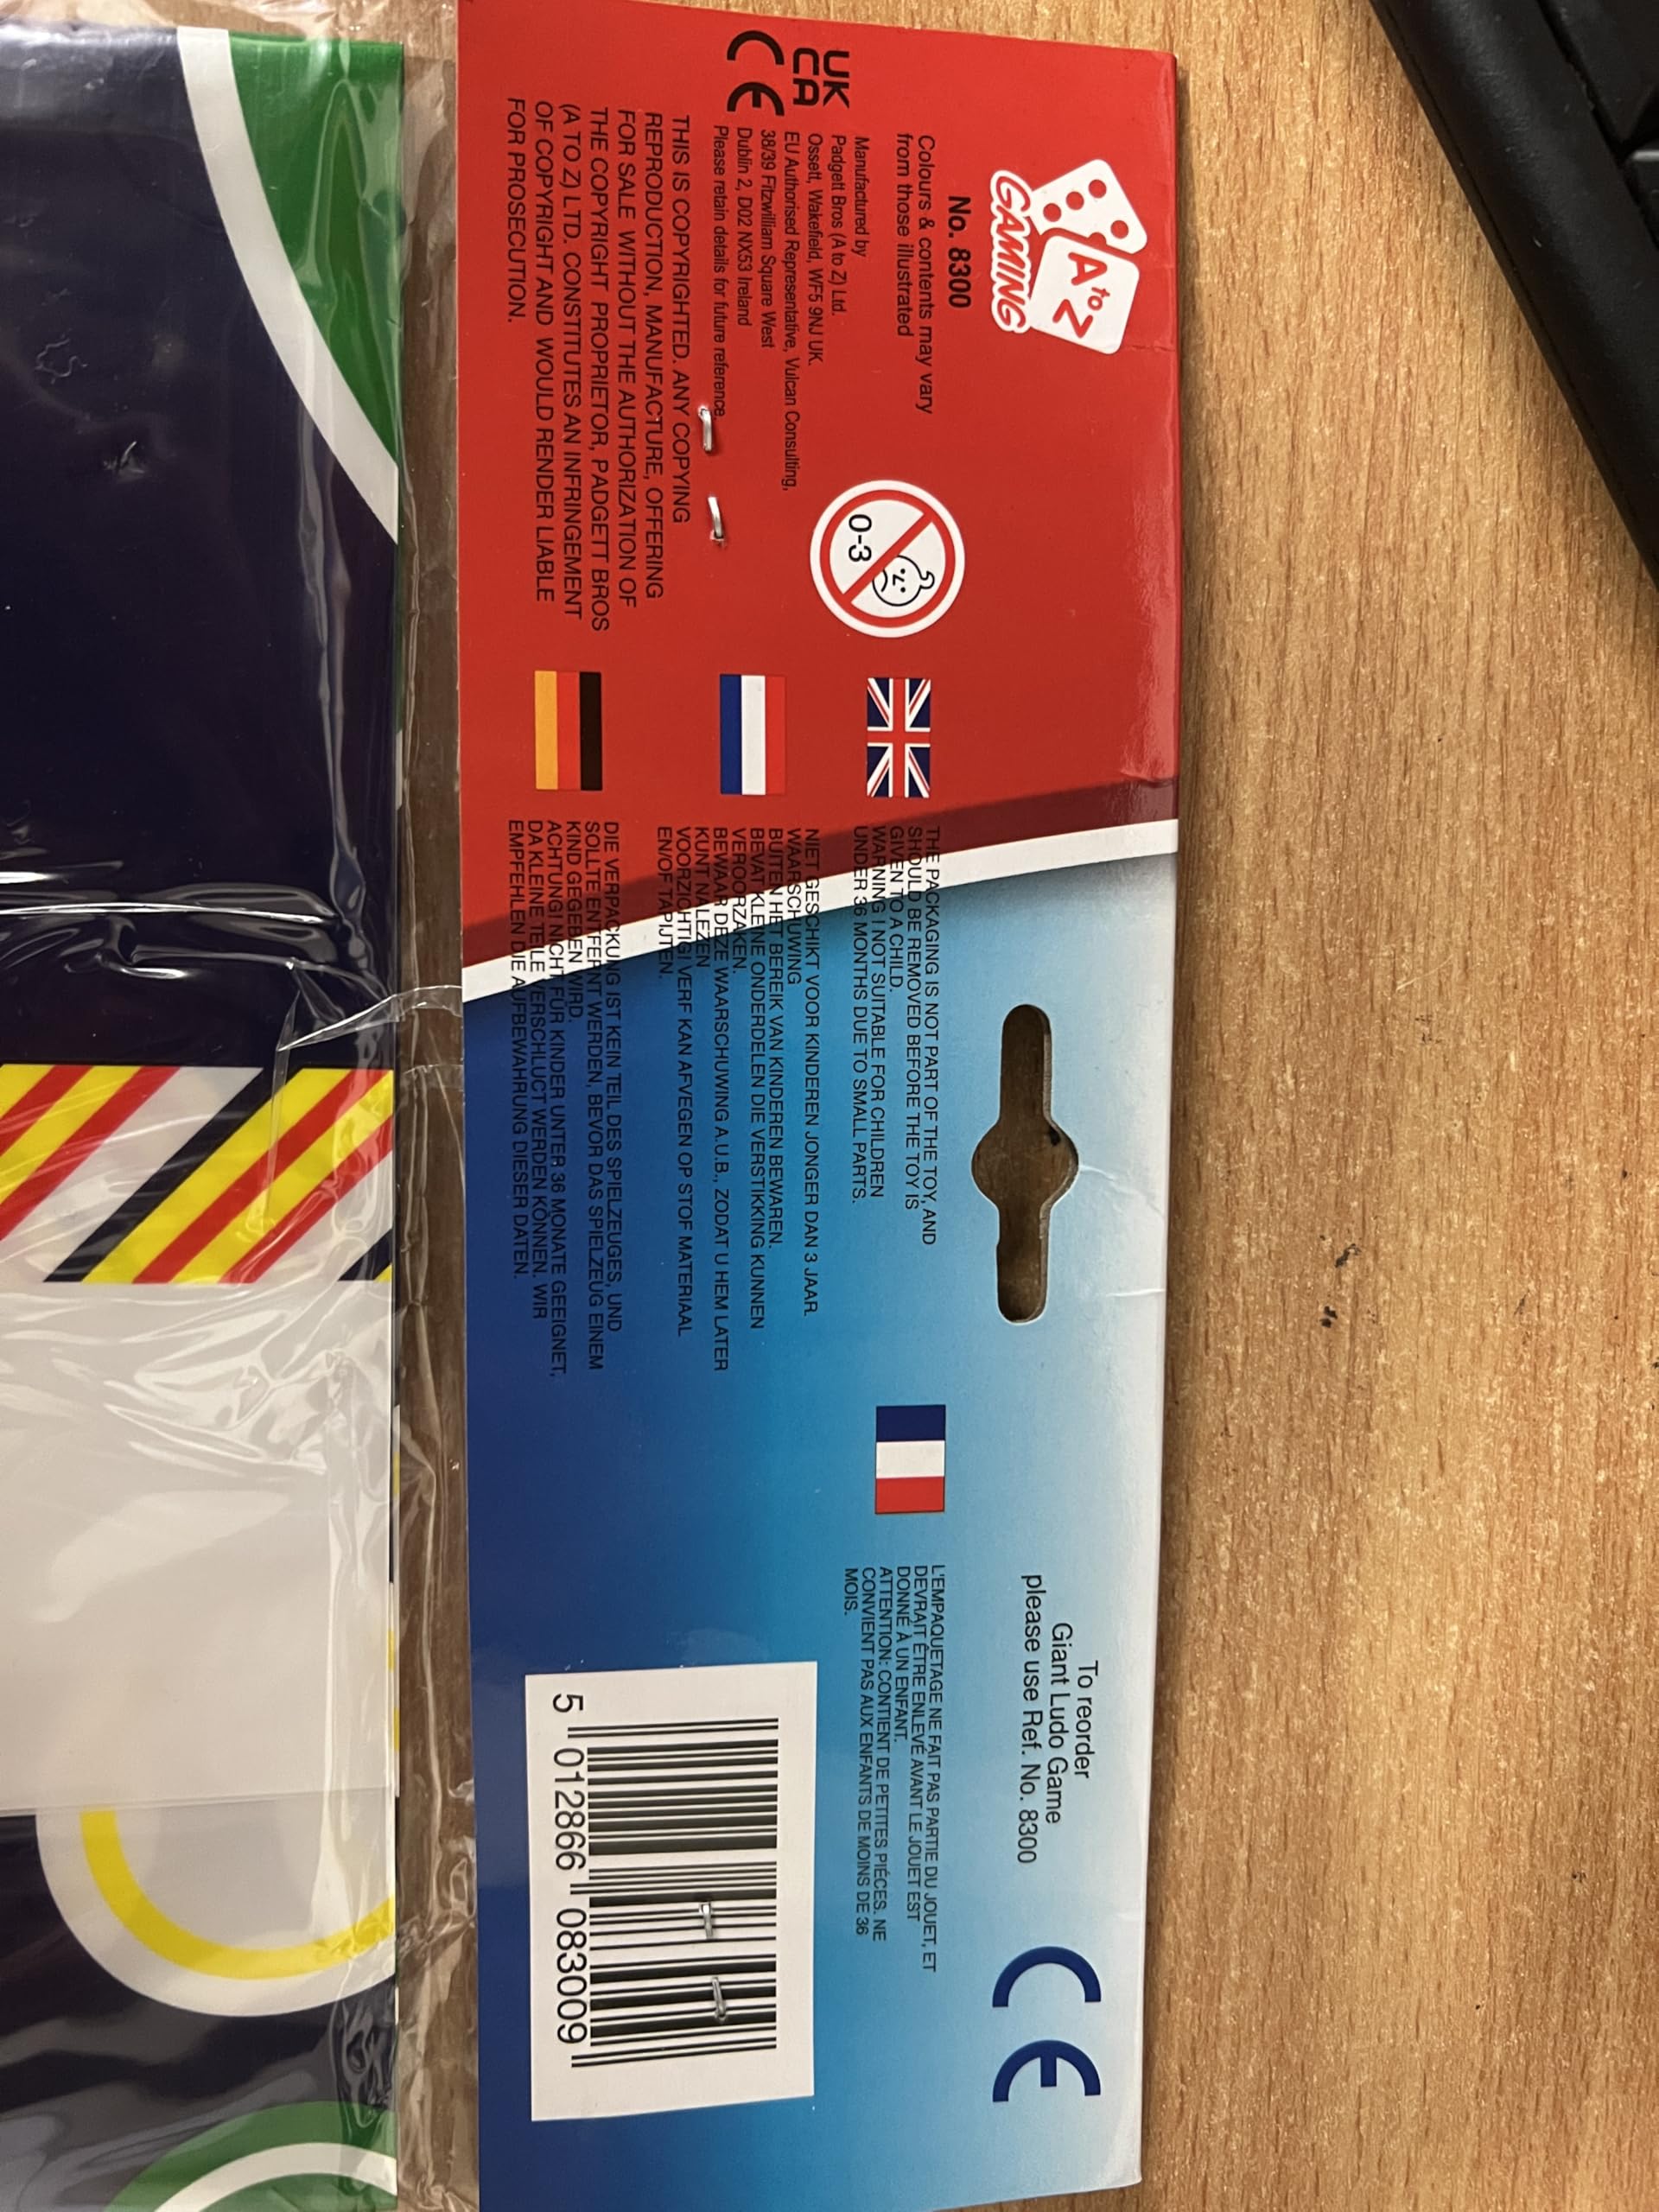 A to Z
GAMING
No. 8300
Colours & contents may vary
from those illustrated
UK
CA
CE
Manufactured by
Padgett Bros (A to Z) Ltd.
Ossett, Wakefield, WF5 9NJ UK.
EU Authorised Representative, Vulcan Consulting,
38/39 Fitzwilliam Square West
Dublin 2, D02 NX53 Ireland
Please retain details for future reference.
THIS IS COPYRIGHTED. ANY COPYING
REPRODUCTION, MANUFACTURE, OFFERING
FOR SALE WITHOUT THE AUTHORIZATION OF
THE COPYRIGHT PROPRIETOR, PADGETT BROS
(A TO Z) LTD. CONSTITUTES AN INFRINGEMENT
OF COPYRIGHT AND WOULD RENDER LIABLE
FOR PROSECUTION.
0-3
THE PACKAGING IS NOT PART OF THE TOY, AND
SHOULD BE REMOVED BEFORE THE TOY IS
GIVEN TO A CHILD.
WARNING ! NOT SUITABLE FOR CHILDREN
UNDER 36 MONTHS DUE TO SMALL PARTS.
NIET GESCHIKT VOOR KINDEREN JONGER DAN 3 JAAR.
WAARSCHUWING
BUITEN HET BEREIK VAN KINDEREN BEWAREN.
BEVAT KLEINE ONDERDELEN DIE VERSTIKKING KUNNEN
VEROORZAKEN.
BEWAAR DEZE WAARSCHUWING A.U.B., ZODAT U HEM LATER
KUNT NALEZEN
VOORZICHTIG! VERF KAN AFVEGEN OP STOF MATERIAAL
EN/OF TAPIJTEN.
DIE VERPACKUNG IST KEIN TEIL DES SPIELZEUGES, UND
SOLLTE ENTFERNT WERDEN, BEVOR DAS SPIELZEUG EINEM
KIND GEGEBEN WIRD.
ACHTUNG! NICHT FÜR KINDER UNTER 36 MONATE GEEIGNET,
DA KLEINE TEILE VERSCHLUCT WERDEN KÖNNEN. WIR
EMPFEHLEN DIE AUFBEWAHRUNG DIESER DATEN.
To reorder
Giant Ludo Game
please use Ref. No. 8300
CE
L'EMPAQUETAGE NE FAIT PAS PARTIE DU JOUET, ET
DEVRAIT ÊTRE ENLEVÉ AVANT LE JOUET EST
DONNÉ À UN ENFANT.
ATTENTION: CONTIENT DE PETITES PIÉCES. NE
CONVIENT PAS AUX ENFANTS DE MOINS DE 36
MOIS.
5 012866 083009